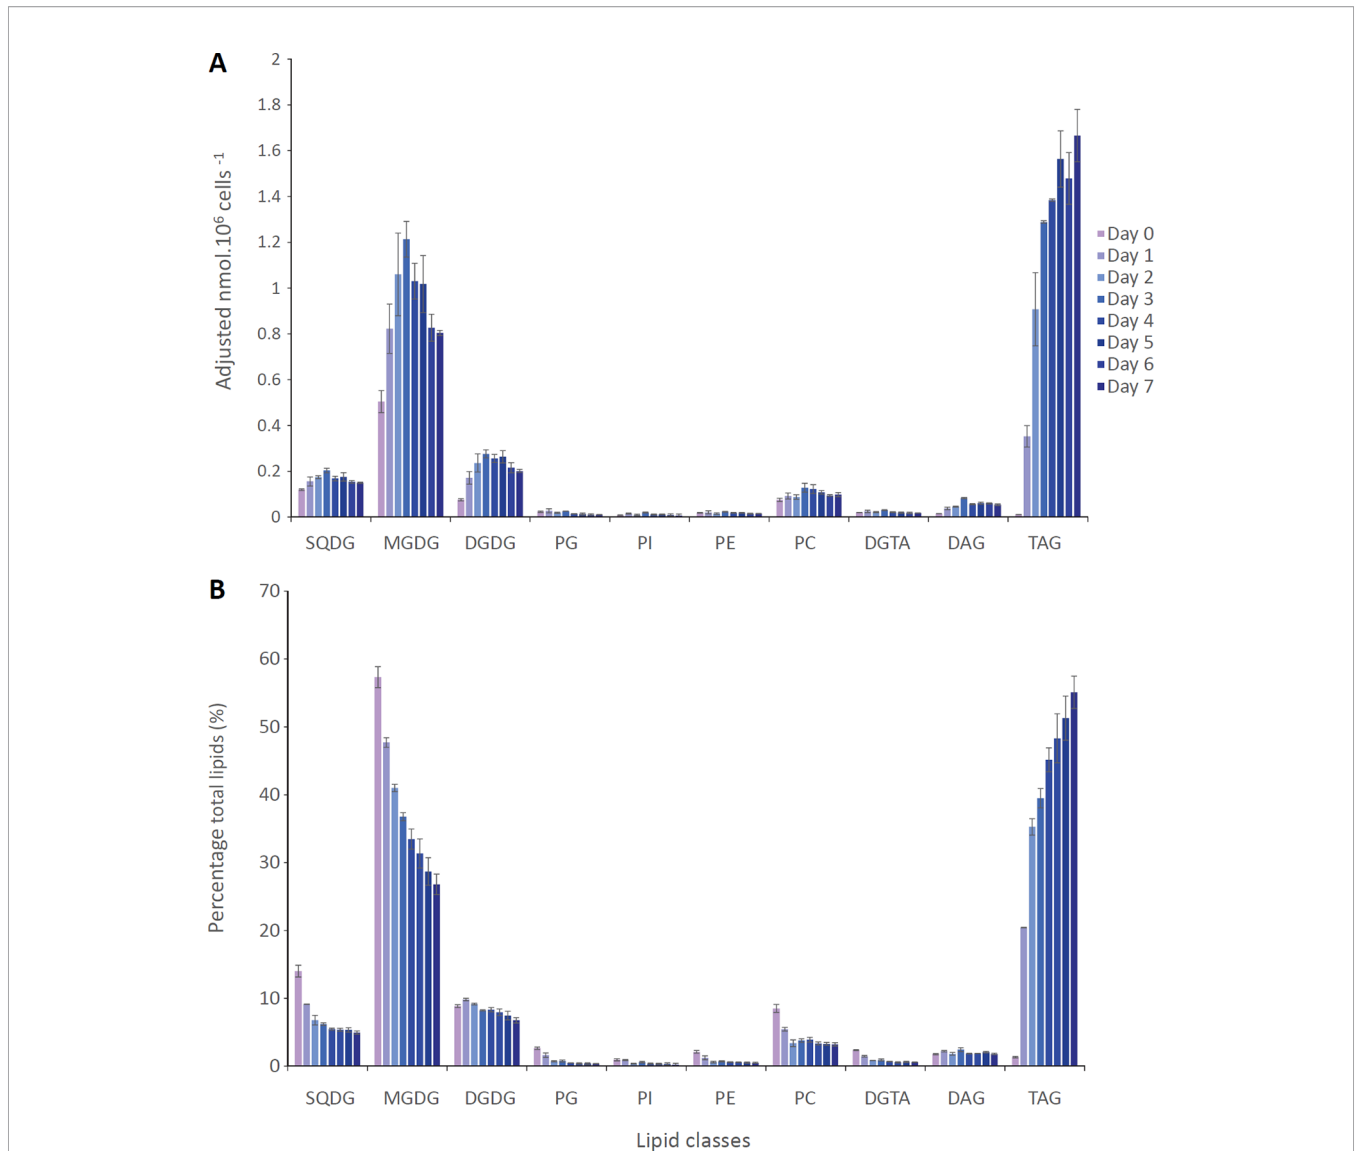 A
2
1.8
1.6
1.4
1.2
1
0.8
0.6
0.4
0.2
0
Adjusted nmol.10⁶ cells ⁻¹
SQDG MGDG DGDG PG PI PE PC DGTA DAG TAG
Day 0
Day 1
Day 2
Day 3
Day 4
Day 5
Day 6
Day 7
B
70
60
50
40
30
20
10
0
Percentage total lipids (%)
SQDG MGDG DGDG PG PI PE PC DGTA DAG TAG
Lipid classes